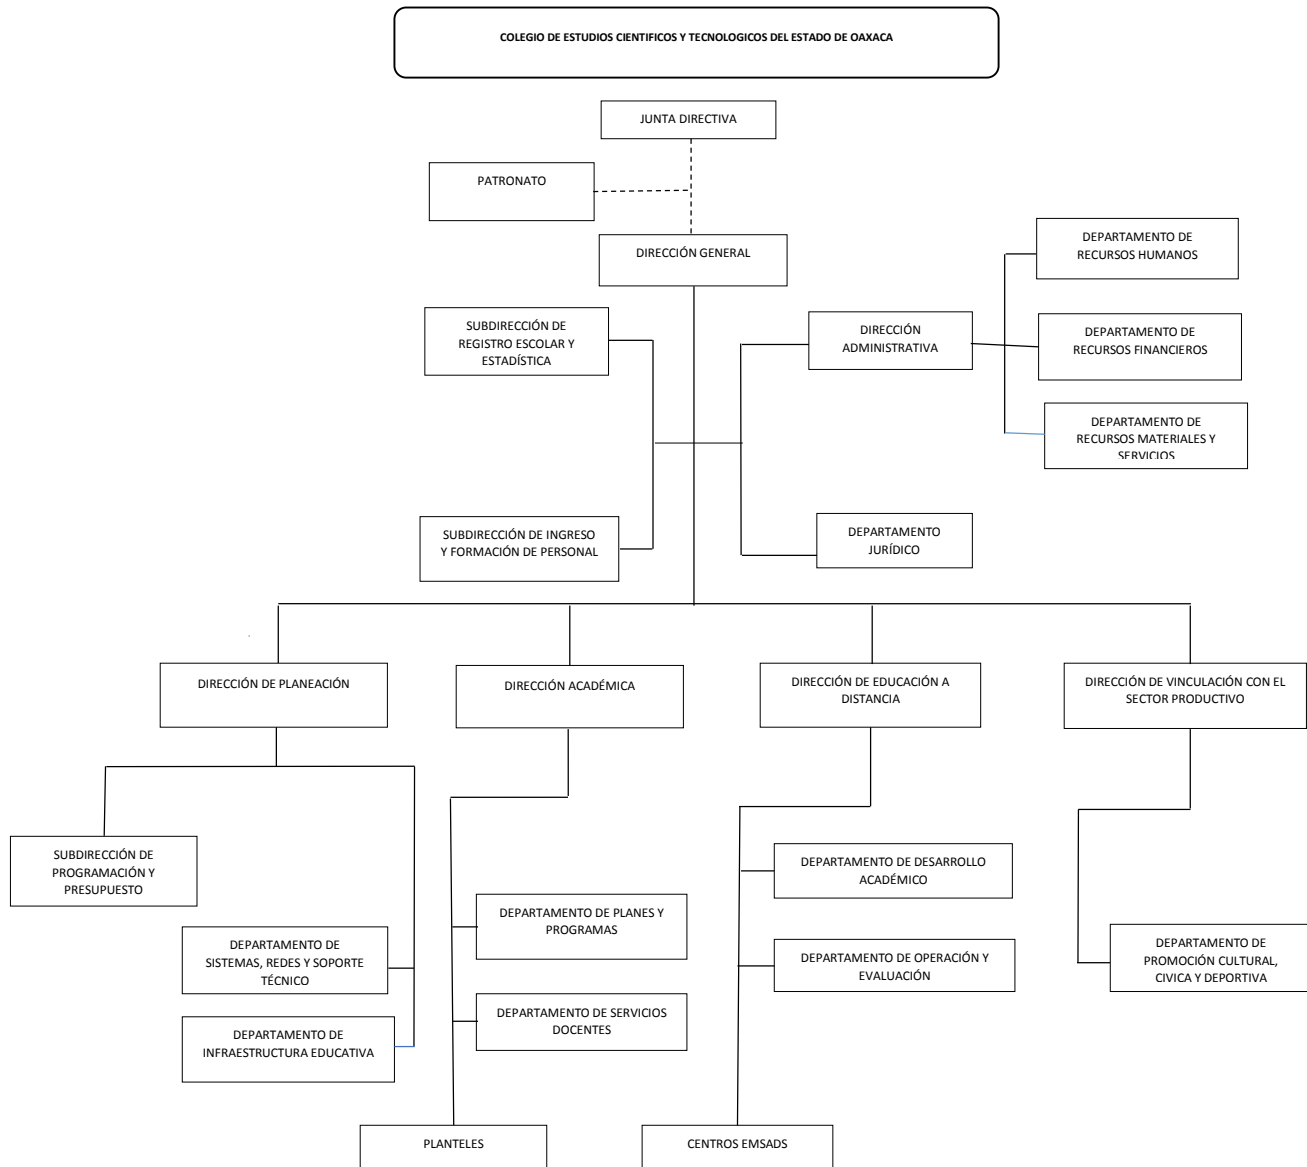 COLEGIO DE ESTUDIOS CIENTIFICOS Y TECNOLOGICOS DEL ESTADO DE OAXACA
JUNTA DIRECTIVA
PATRONATO
DIRECCIÓN GENERAL
DEPARTAMENTO DE
RECURSOS HUMANOS
SUBDIRECCIÓN DE
REGISTRO ESCOLAR Y
ESTADÍSTICA
DIRECCIÓN
ADMINISTRATIVA
DEPARTAMENTO DE
RECURSOS FINANCIEROS
DEPARTAMENTO DE
RECURSOS MATERIALES Y
SERVICIOS
SUBDIRECCIÓN DE INGRESO
Y FORMACIÓN DE PERSONAL
DEPARTAMENTO
JURÍDICO
DIRECCIÓN DE PLANEACIÓN
DIRECCIÓN ACADÉMICA
DIRECCIÓN DE EDUCACIÓN A
DISTANCIA
DIRECCIÓN DE VINCULACIÓN CON EL
SECTOR PRODUCTIVO
SUBDIRECCIÓN DE
PROGRAMACIÓN Y
PRESUPUESTO
DEPARTAMENTO DE
SISTEMAS, REDES Y SOPORTE
TÉCNICO
DEPARTAMENTO DE
INFRAESTRUCTURA EDUCATIVA
DEPARTAMENTO DE PLANES Y
PROGRAMAS
DEPARTAMENTO DE SERVICIOS
DOCENTES
PLANTELES
DEPARTAMENTO DE DESARROLLO
ACADÉMICO
DEPARTAMENTO DE OPERACIÓN Y
EVALUACIÓN
CENTROS EMSADS
DEPARTAMENTO DE
PROMOCIÓN CULTURAL,
CIVICA Y DEPORTIVA